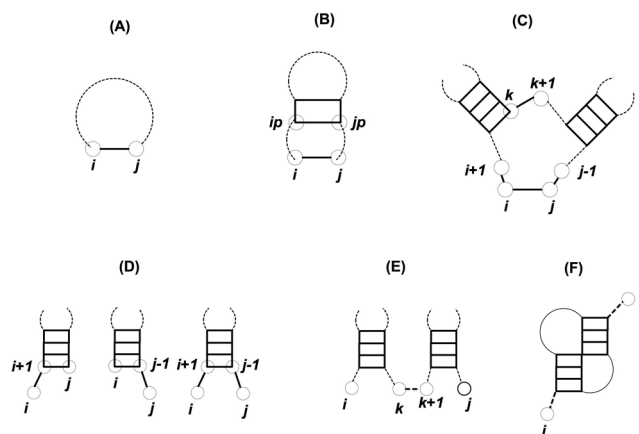 (A)
(B)
(C)
i j
ip jp
i j
k k+1
i+1 j-1
i j
(D)
(E)
(F)
i+1 j
i
i j-1
j
i+1 j-1
i j
i k k+1 j
i